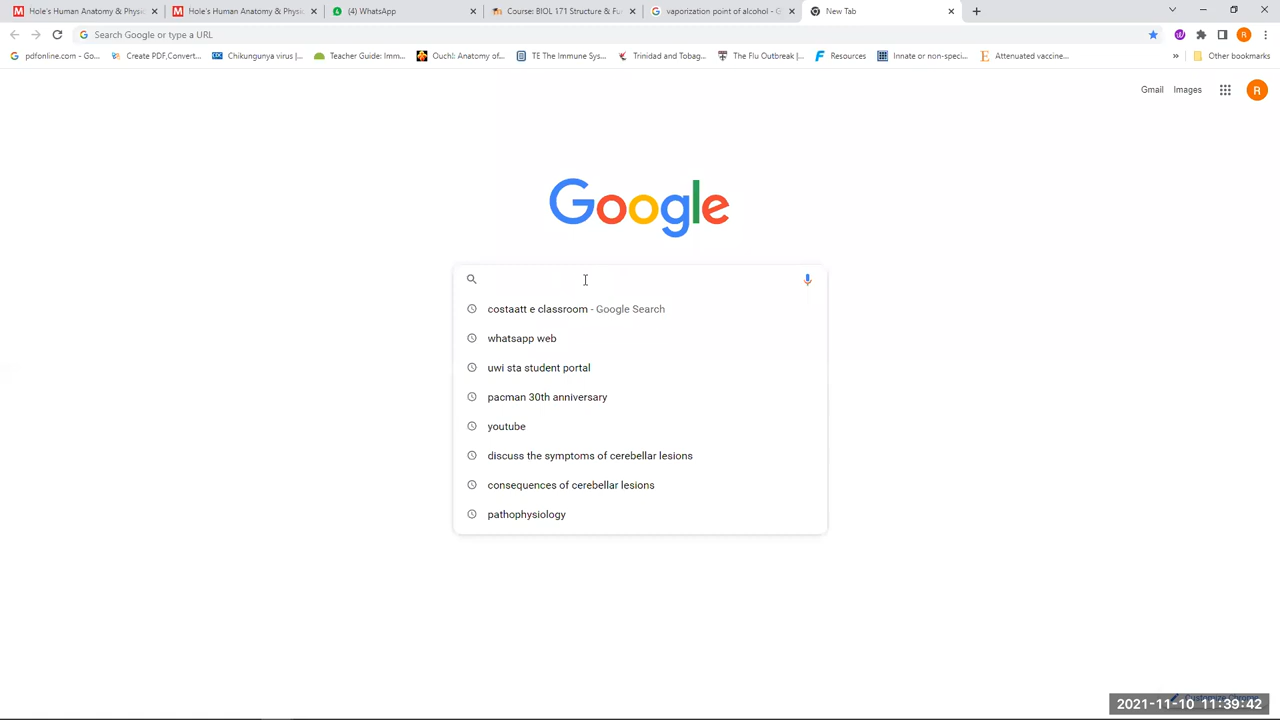 Hole's Human Anatomy & Physic
Hole's Human Anatomy & Physic
(4) WhatsApp
Course: BIOL 171 Structure & Fu
vaporization point of alcohol - G
New Tab
Search Google or type a URL
R
pdfonline.com - Go...
Create PDF,Convert...
Chikungunya virus |...
Teacher Guide: Imm...
Ouch!: Anatomy of...
TE The Immune Sys...
Trinidad and Tobag...
The Flu Outbreak |...
Resources
Innate or non-speci...
Attenuated vaccine...
»
Other bookmarks
Gmail
Images
R
Google
costaatt e classroom - Google Search
whatsapp web
uwi sta student portal
pacman 30th anniversary
youtube
discuss the symptoms of cerebellar lesions
consequences of cerebellar lesions
pathophysiology
Customize Chrome
2021-11-10 11:39:42